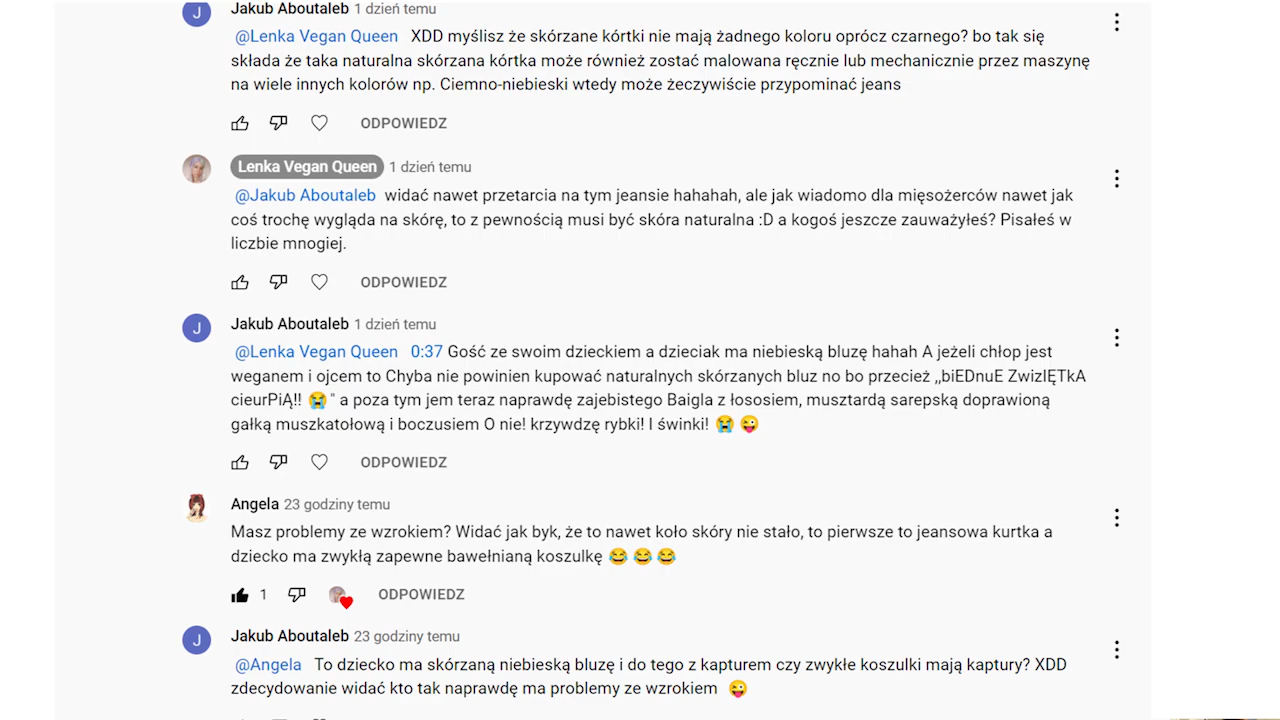 J Jakub Aboutaleb 1 dzień temu
@Lenka Vegan Queen XDD myślisz że skórzane kórtki nie mają żadnego koloru oprócz czarnego? bo tak się
składa że taka naturalna skórzana kórtka może również zostać malowana ręcznie lub mechanicznie przez maszynę
na wiele innych kolorów np. Ciemno-niebieski wtedy może żeczywiście przypominać jeans
ODPOWIEDZ
Lenka Vegan Queen 1 dzień temu
@Jakub Aboutaleb widać nawet przetarcia na tym jeansie hahahah, ale jak wiadomo dla mięsożerców nawet jak
coś trochę wygląda na skórę, to z pewnością musi być skóra naturalna :D a kogoś jeszcze zauważyłeś? Pisałeś w
liczbie mnogiej.
ODPOWIEDZ
J Jakub Aboutaleb 1 dzień temu
@Lenka Vegan Queen 0:37 Gość ze swoim dzieckiem a dzieciak ma niebieską bluzę hahah A jeżeli chłop jest
weganem i ojcem to Chyba nie powinien kupować naturalnych skórzanych bluz no bo przecież ,,biEDnuE ZwizIĘTkA
cieurPiĄ!! 😭" a poza tym jem teraz naprawdę zajebistego Baigla z łososiem, musztardą sarepską doprawioną
gałką muszkatołową i boczusiem O nie! krzywdzę rybki! I świnki! 😭 😜
ODPOWIEDZ
Angela 23 godziny temu
Masz problemy ze wzrokiem? Widać jak byk, że to nawet koło skóry nie stało, to pierwsze to jeansowa kurtka a
dziecko ma zwykłą zapewne bawełnianą koszulkę 😂 😂 😂
1 ODPOWIEDZ
J Jakub Aboutaleb 23 godziny temu
@Angela To dziecko ma skórzaną niebieską bluzę i do tego z kapturem czy zwykłe koszulki mają kaptury? XDD
zdecydowanie widać kto tak naprawdę ma problemy ze wzrokiem 😜